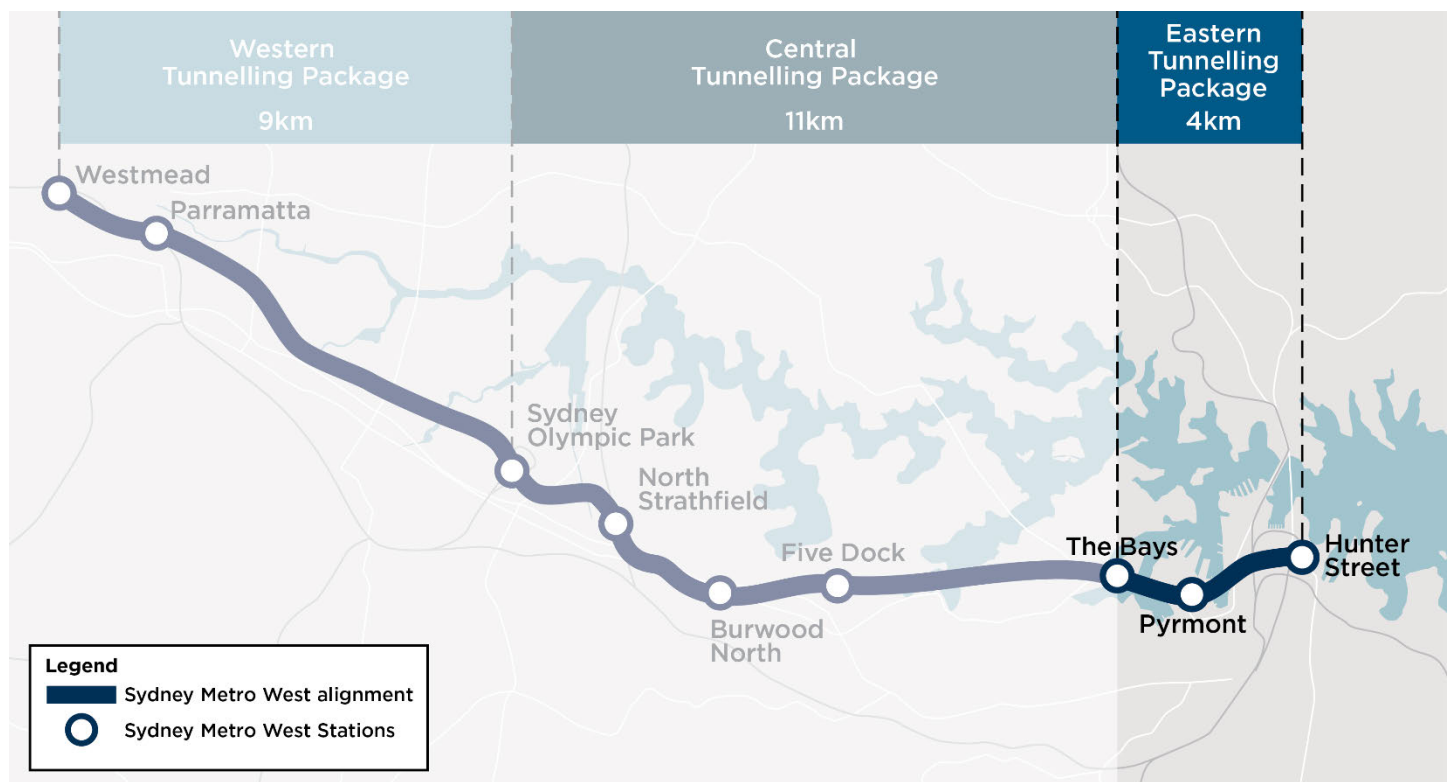 Western
Tunnelling Package
9km
Central
Tunnelling Package
11km
Eastern
Tunnelling
Package
4km
Westmead
Parramatta
Sydney
Olympic Park
North
Strathfield
Burwood
North
Five Dock
The Bays
Pyrmont
Hunter
Street
Legend
Sydney Metro West alignment
Sydney Metro West Stations